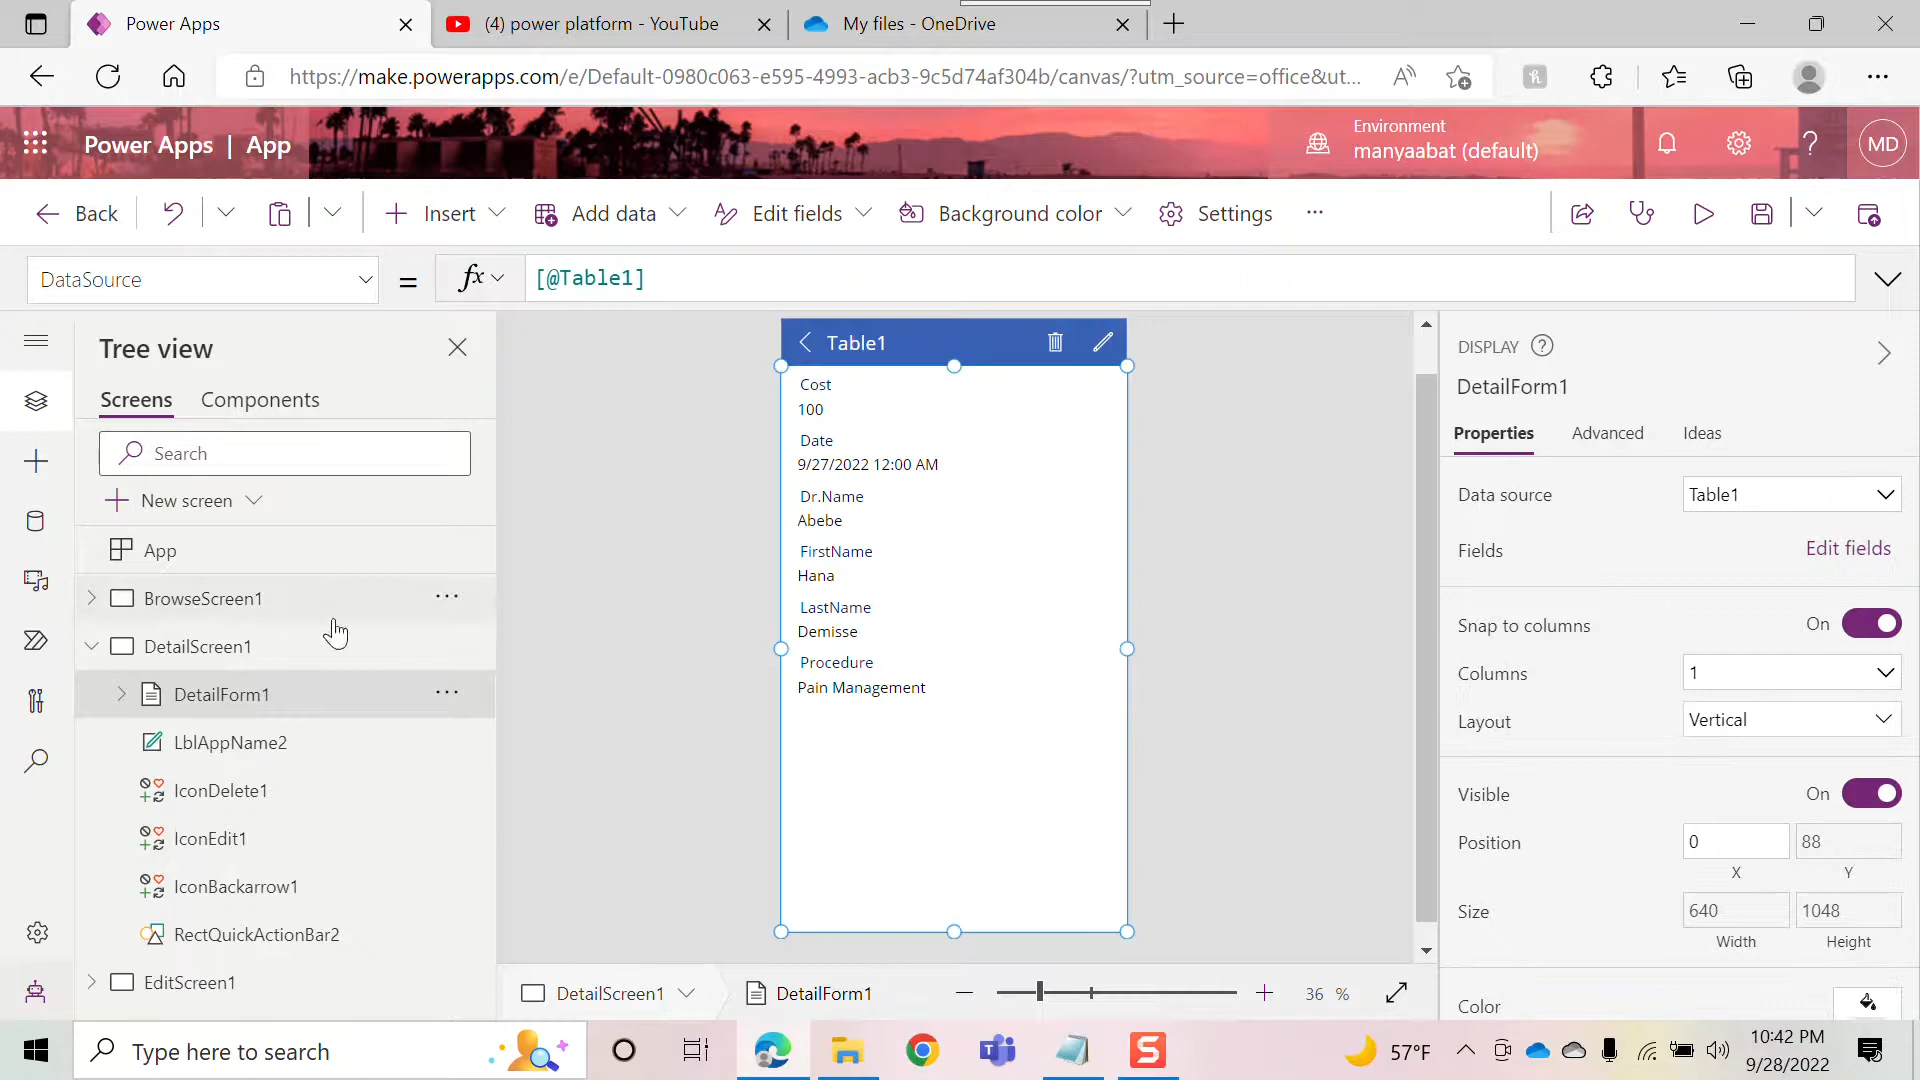 Power Apps
(4) power platform - YouTube
My files - OneDrive
https://make.powerapps.com/e/Default-0980c063-e595-4993-acb3-9c5d74af304b/canvas/?utm_source=office&ut...
Power Apps | App
Environment
manyaabat (default)
MD
Back
Insert
Add data
Edit fields
Background color
Settings
DataSource
=
fx
[@Table1]
Tree view
Screens
Components
Search
New screen
App
BrowseScreen1
DetailScreen1
DetailForm1
LblAppName2
IconDelete1
IconEdit1
IconBackarrow1
RectQuickActionBar2
EditScreen1
Table1
Cost
100
Date
9/27/2022 12:00 AM
Dr.Name
Abebe
FirstName
Hana
LastName
Demisse
Procedure
Pain Management
DetailScreen1
DetailForm1
36 %
DISPLAY
DetailForm1
Properties
Advanced
Ideas
Data source
Table1
Fields
Edit fields
Snap to columns
On
Columns
1
Layout
Vertical
Visible
On
Position
0
88
X
Y
Size
640
1048
Width
Height
Color
Type here to search
57°F
10:42 PM
9/28/2022